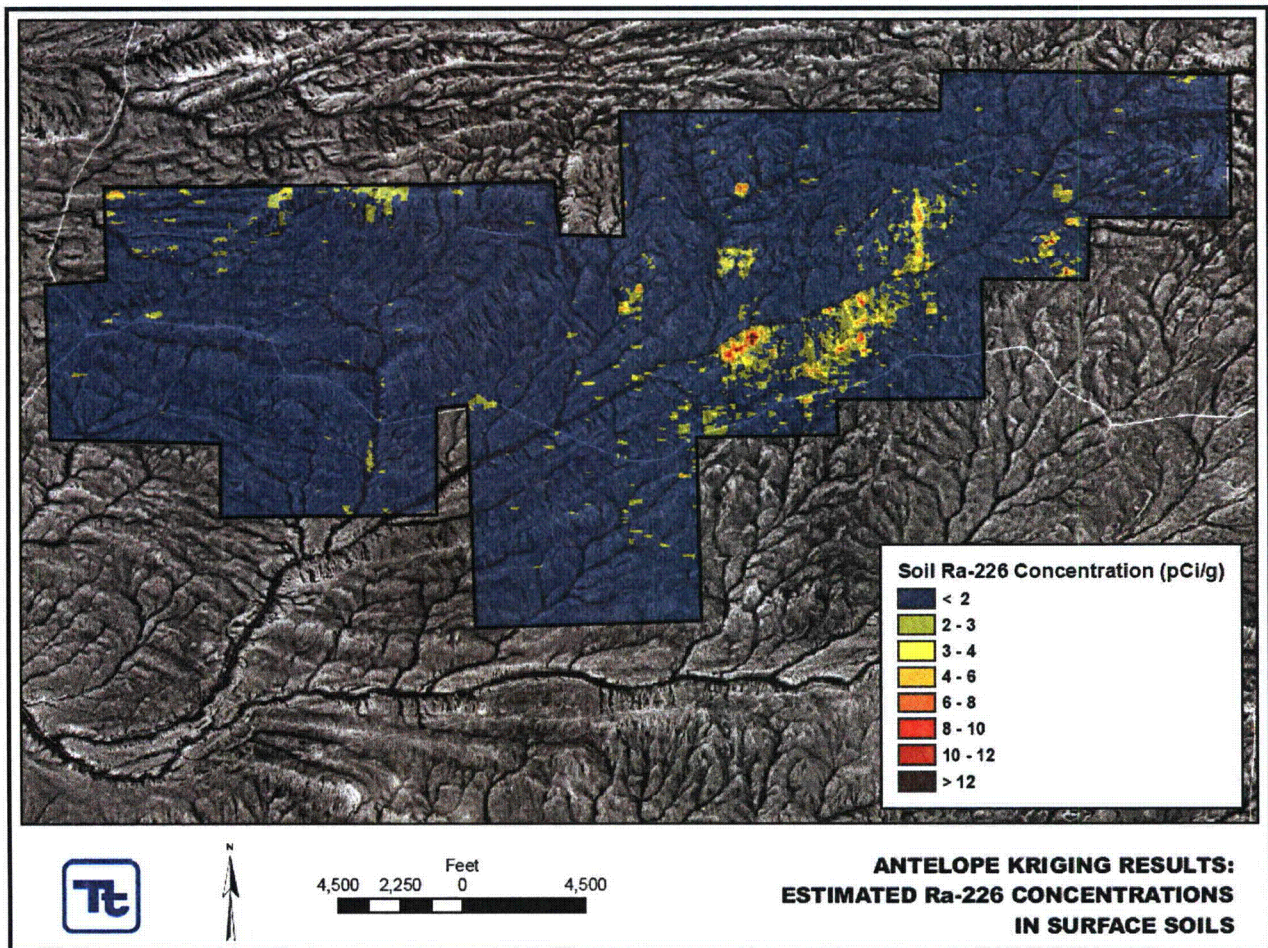 Soil Ra-226 Concentration (pCi/g)
< 2
2 - 3
3 - 4
4 - 6
6 - 8
8 - 10
10 - 12
> 12
Tt
N
Feet
4,500 2,250 0 4,500
ANTELOPE KRIGING RESULTS:
ESTIMATED Ra-226 CONCENTRATIONS
IN SURFACE SOILS